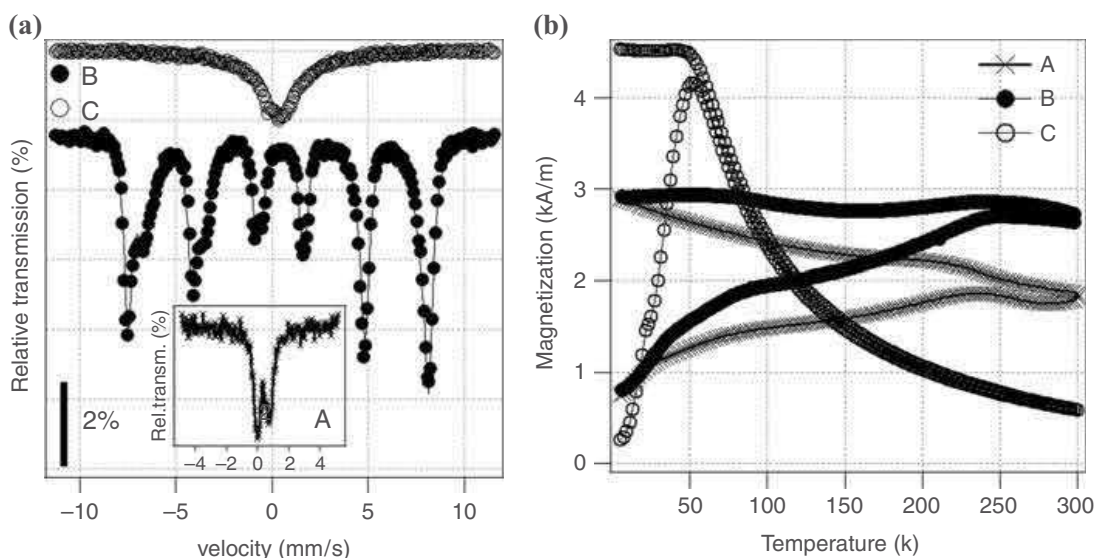 (a)
B
C
Relative transmission (%)
2%
Rel.transm. (%)
A
−4 −2 0 2 4
−10 −5 0 5 10
velocity (mm/s)
(b)
A
B
C
Magnetization (kA/m)
4
3
2
1
0
50 100 150 200 250 300
Temperature (k)